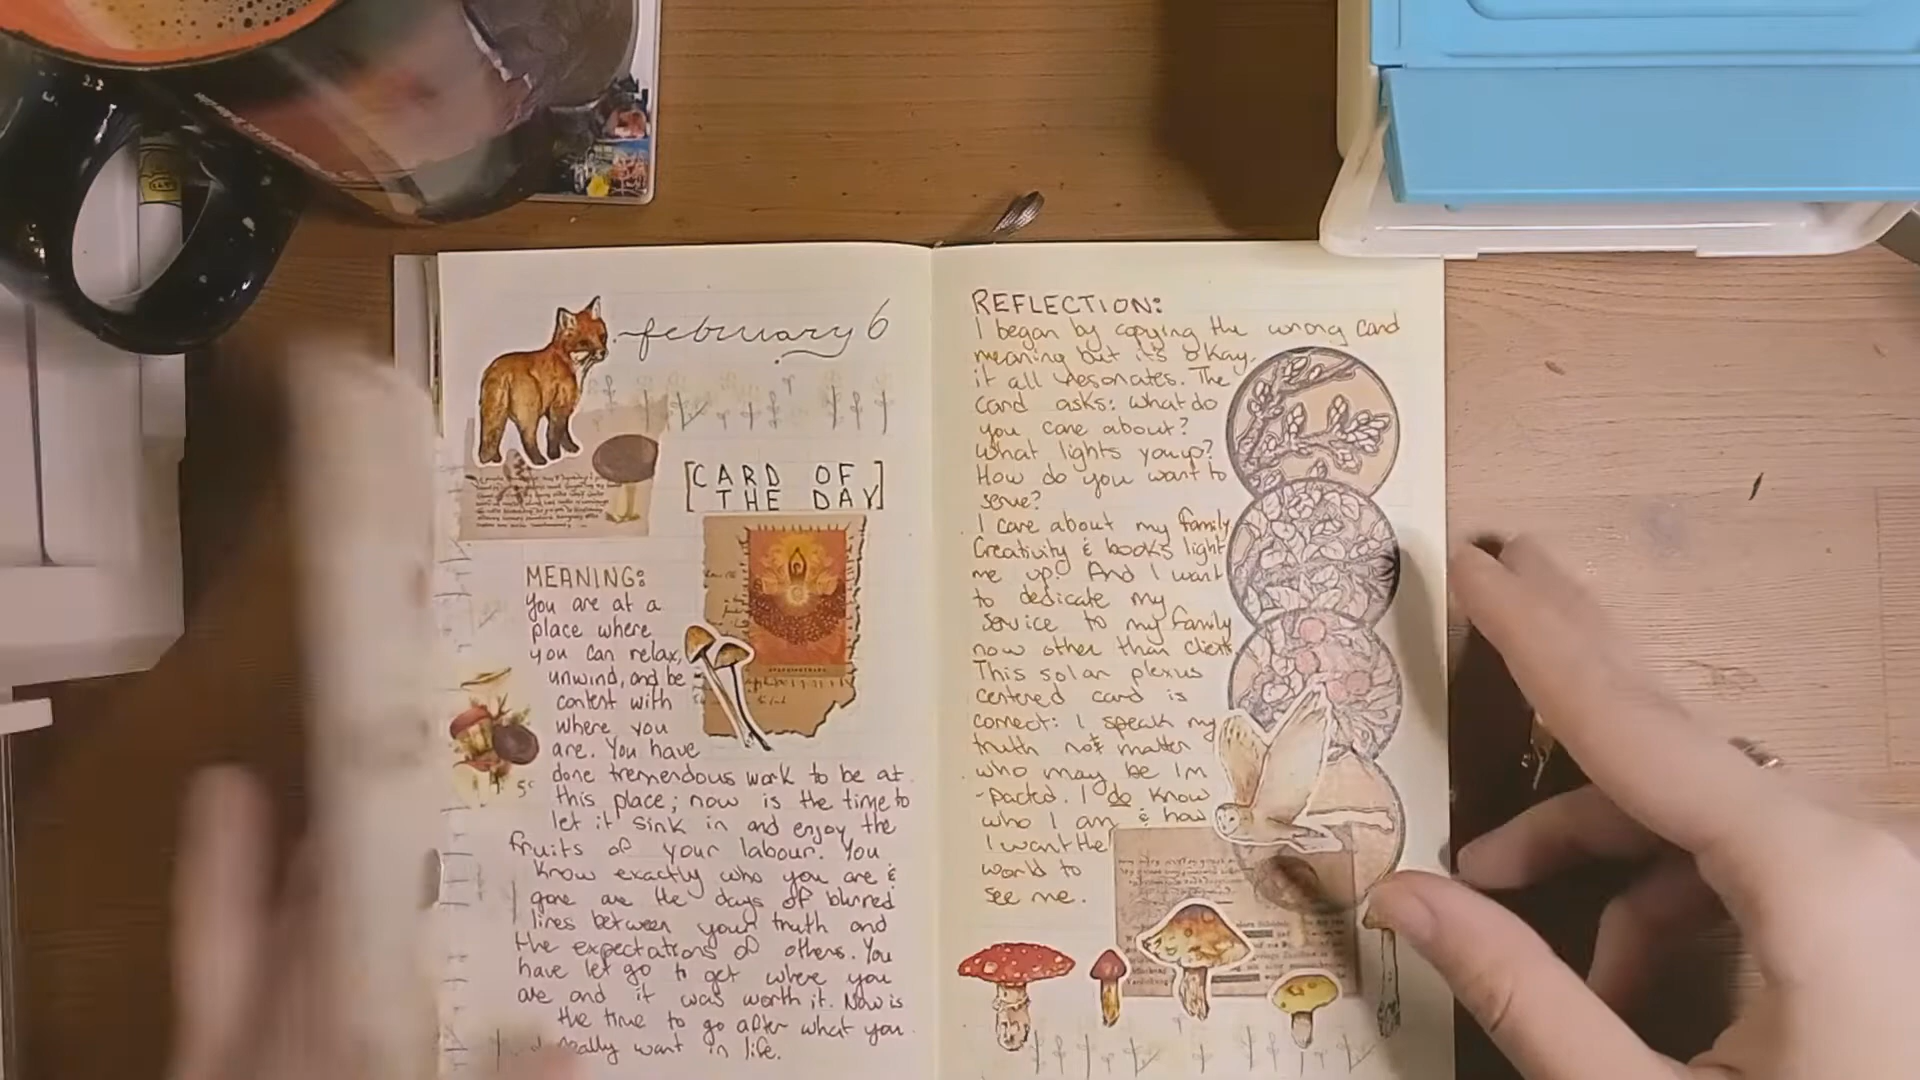 february 6
[CARD OF
THE DAY]
MEANING:
you are at a
place where
you can relax,
unwind, and be
content with
where you
are. You have
done tremendous work to be at
this place; now is the time to
let it sink in and enjoy the
fruits of your labour. You
know exactly who you are &
gone are the days of blurred
lines between your truth and
the expectations of others. You
have let go to get where you
are and it was worth it. Now is
the time to go after what you
really want in life.
5c
REFLECTION:
I began by copying the wrong card
meaning but it's okay,
it all resonates. The
card asks: what do
you care about?
What lights you up?
How do you want to
serve?
I care about my family
Creativity & books light
me up. And I want
to dedicate my
service to my family
now other than clients
This solar plexus
centered card is
correct: I speak my
truth not matter
who may be im
-pacted. I do know
who I am & how
I want the
world to
see me.